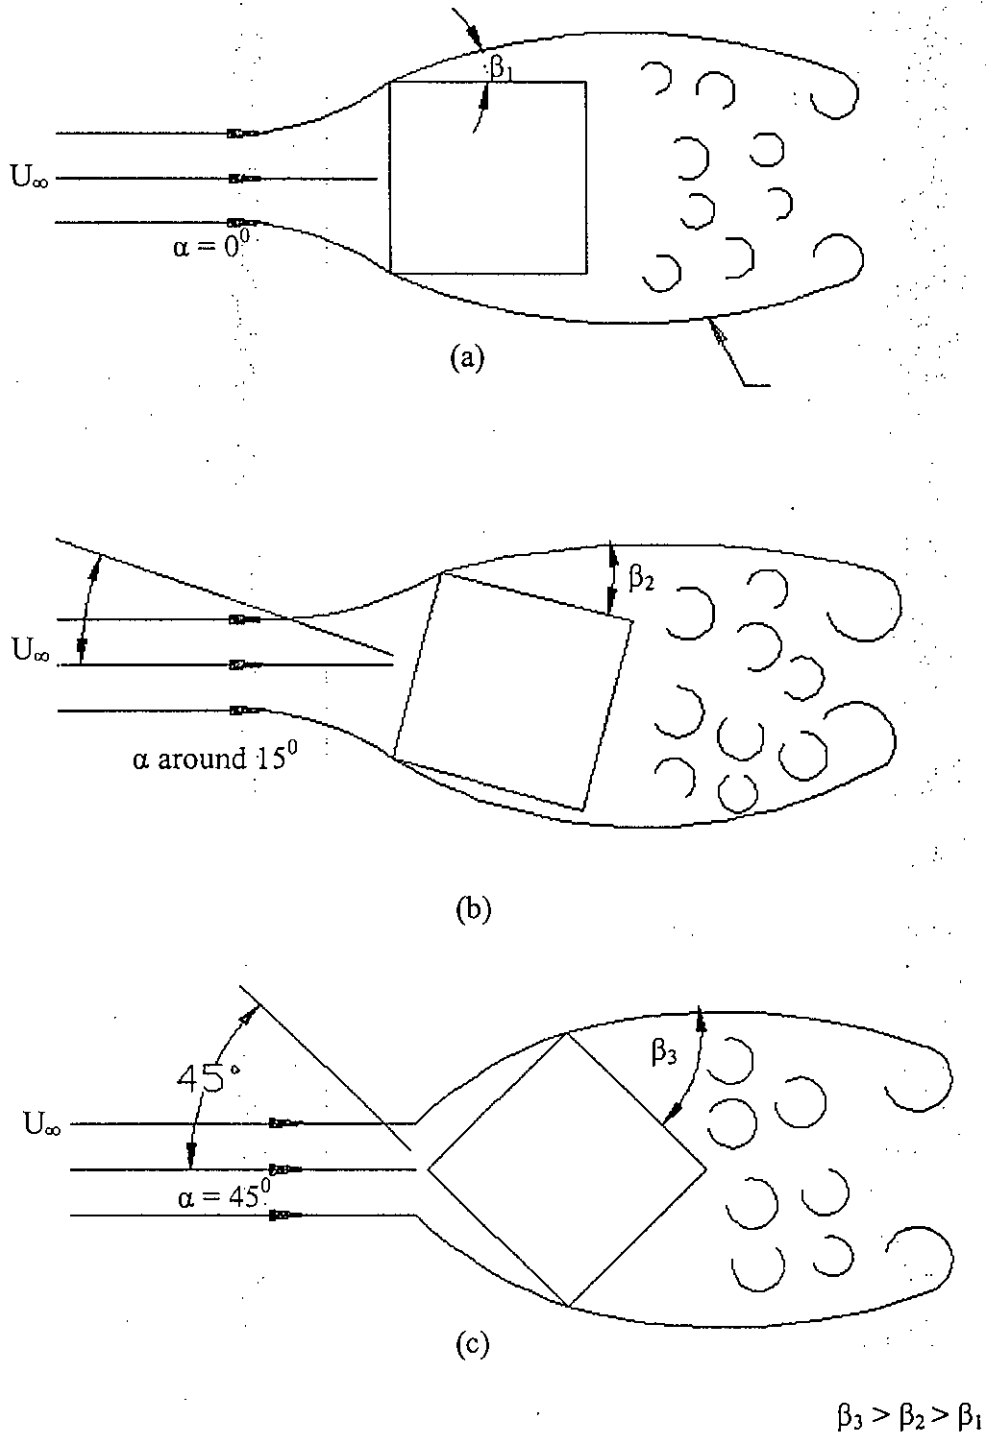 β₁
U∞
α = 0⁰
(a)
β₂
U∞
α around 15⁰
(b)
β₃
45°
U∞
α = 45⁰
(c)
β₃ > β₂ > β₁